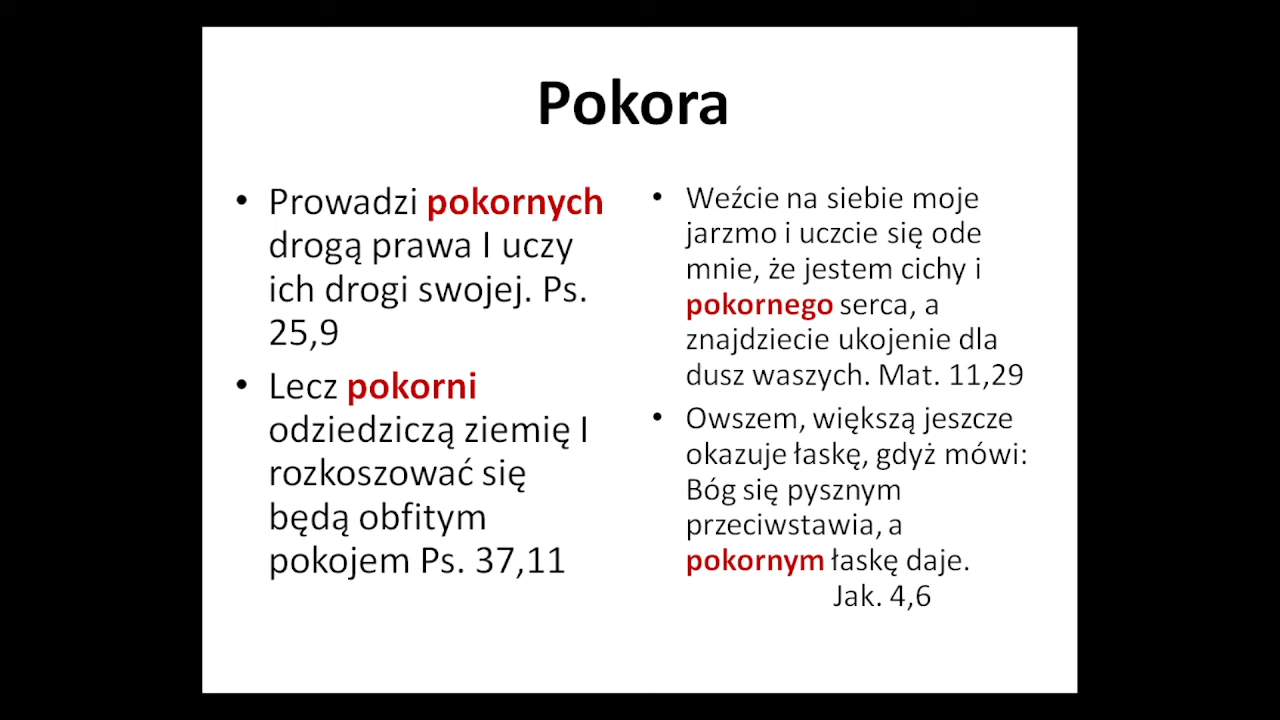 Pokora
• Prowadzi pokornych
drogą prawa I uczy
ich drogi swojej. Ps.
25,9
• Lecz pokorni
odziedziczą ziemię I
rozkoszować się
będą obfitym
pokojem Ps. 37,11
• Weźcie na siebie moje
jarzmo i uczcie się ode
mnie, że jestem cichy i
pokornego serca, a
znajdziecie ukojenie dla
dusz waszych. Mat. 11,29
• Owszem, większą jeszcze
okazuje łaskę, gdyż mówi:
Bóg się pysznym
przeciwstawia, a
pokornym łaskę daje.
Jak. 4,6